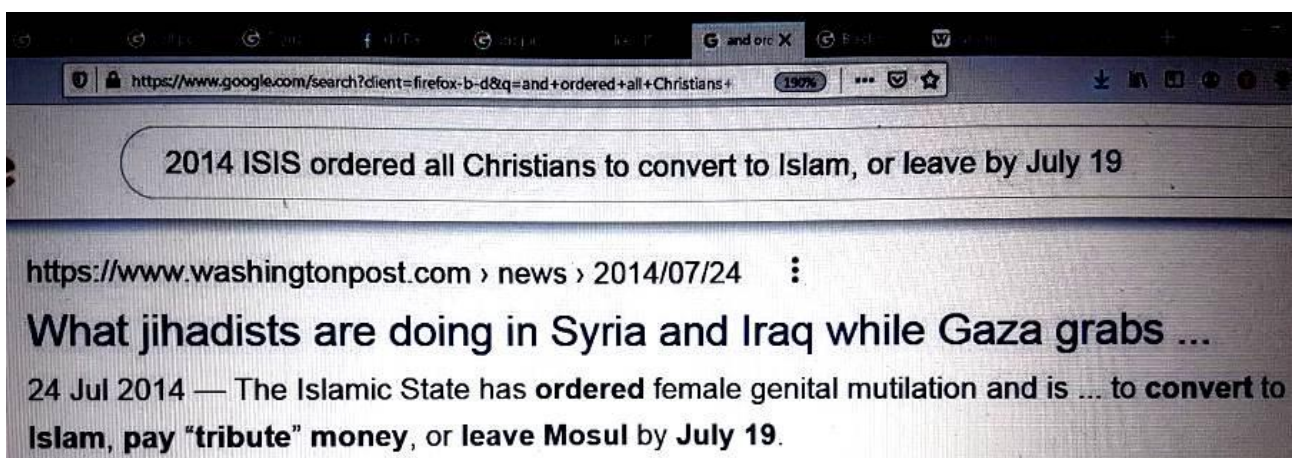 and orc X
https://www.google.com/search?client=firefox-b-d&q=and+ordered+all+Christians+ 190%
2014 ISIS ordered all Christians to convert to Islam, or leave by July 19
https://www.washingtonpost.com › news › 2014/07/24
What jihadists are doing in Syria and Iraq while Gaza grabs ...
24 Jul 2014 — The Islamic State has ordered female genital mutilation and is ... to convert to
Islam, pay “tribute” money, or leave Mosul by July 19.